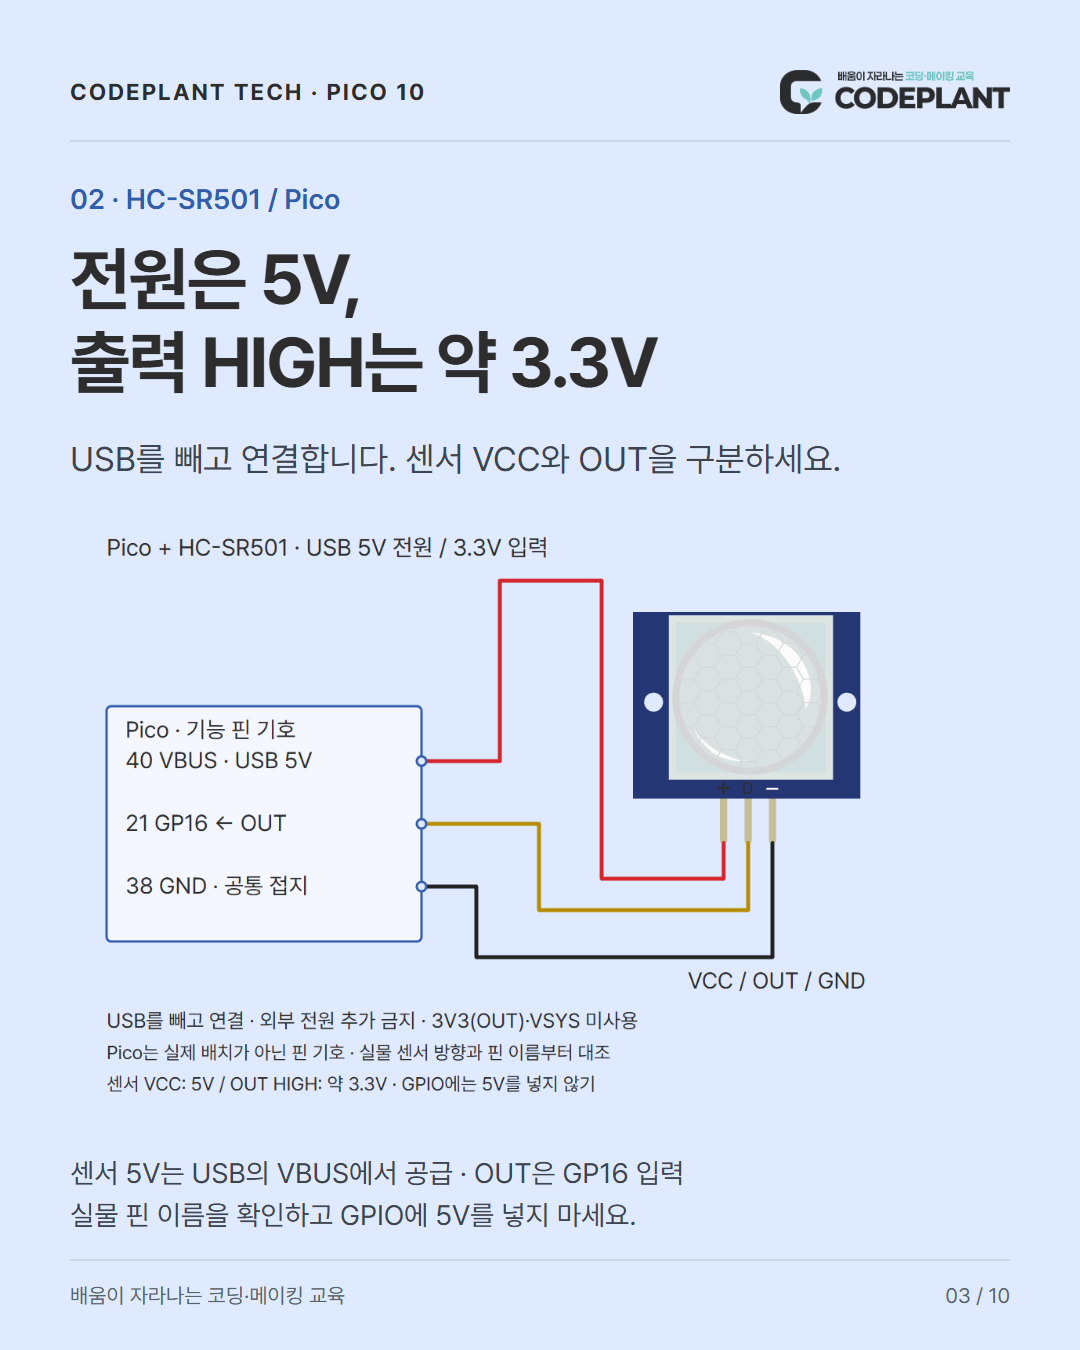 CODEPLANT TECH · PICO 10
배움이 자라나는 코딩·메이킹 교육
CODEPLANT
02 · HC-SR501 / Pico
전원은 5V,
출력 HIGH는 약 3.3V
USB를 빼고 연결합니다. 센서 VCC와 OUT을 구분하세요.
Pico + HC-SR501 · USB 5V 전원 / 3.3V 입력
Pico · 기능 핀 기호
40 VBUS · USB 5V
21 GP16 ← OUT
38 GND · 공통 접지
+ D −
VCC / OUT / GND
USB를 빼고 연결 · 외부 전원 추가 금지 · 3V3(OUT)·VSYS 미사용
Pico는 실제 배치가 아닌 핀 기호 · 실물 센서 방향과 핀 이름부터 대조
센서 VCC: 5V / OUT HIGH: 약 3.3V · GPIO에는 5V를 넣지 않기
센서 5V는 USB의 VBUS에서 공급 · OUT은 GP16 입력
실물 핀 이름을 확인하고 GPIO에 5V를 넣지 마세요.
배움이 자라나는 코딩·메이킹 교육
03 / 10